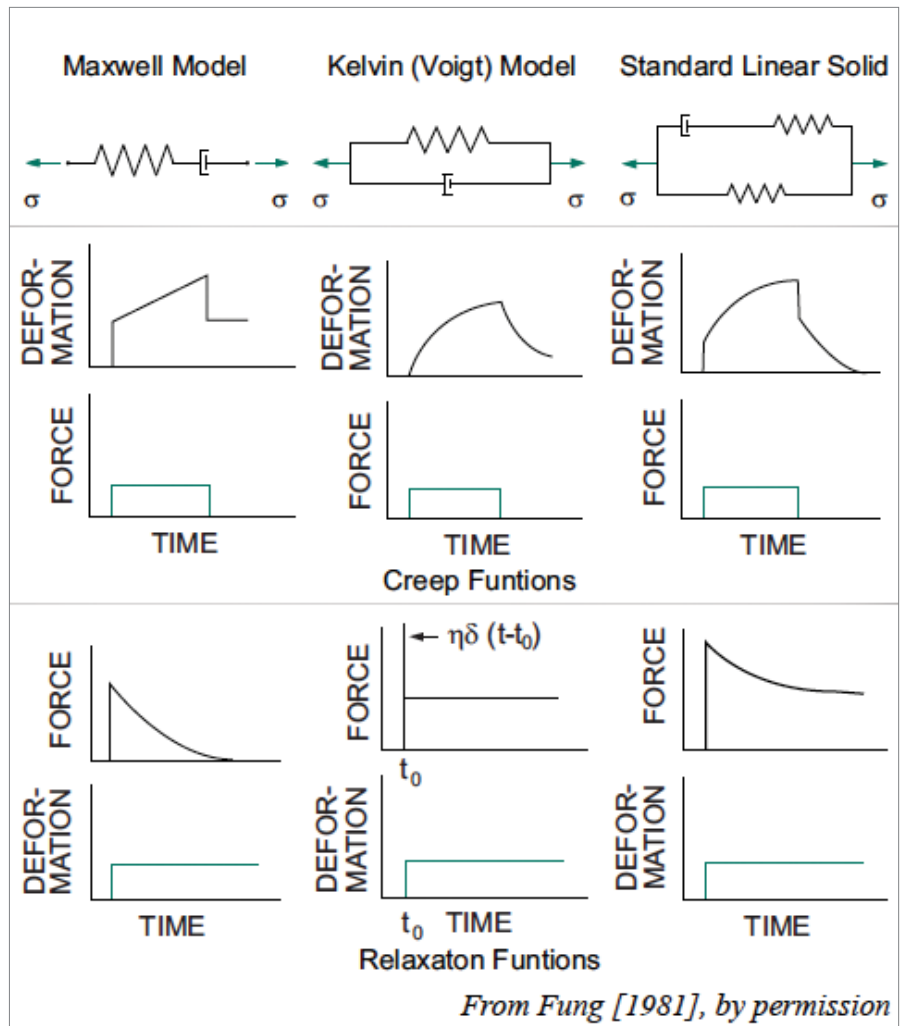 Maxwell Model Kelvin (Voigt) Model Standard Linear Solid
σ σ σ σ σ σ
DEFOR-
MATION
DEFOR-
MATION
DEFOR-
MATION
FORCE
FORCE
FORCE
TIME TIME TIME
Creep Funtions
FORCE
FORCE
FORCE
ηδ (t-t₀)
t₀
DEFOR-
MATION
DEFOR-
MATION
DEFOR-
MATION
TIME t₀ TIME TIME
Relaxaton Funtions
From Fung [1981], by permission